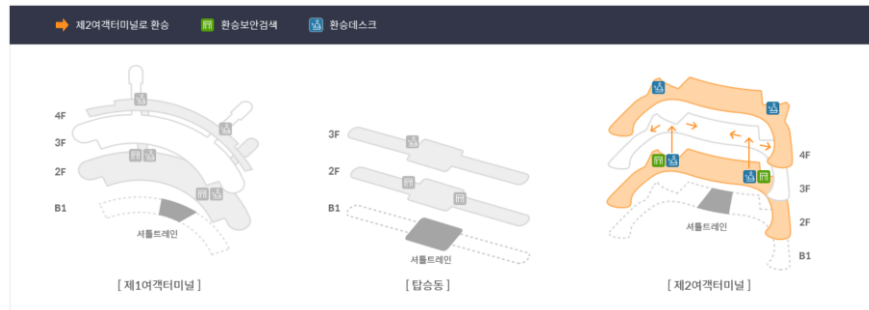 제2여객터미널로 환승
환승보안검색
환승데스크
4F
3F
2F
B1
셔틀트레인
[ 제1여객터미널 ]
3F
2F
B1
셔틀트레인
[ 탑승동 ]
4F
3F
2F
B1
셔틀트레인
[ 제2여객터미널 ]